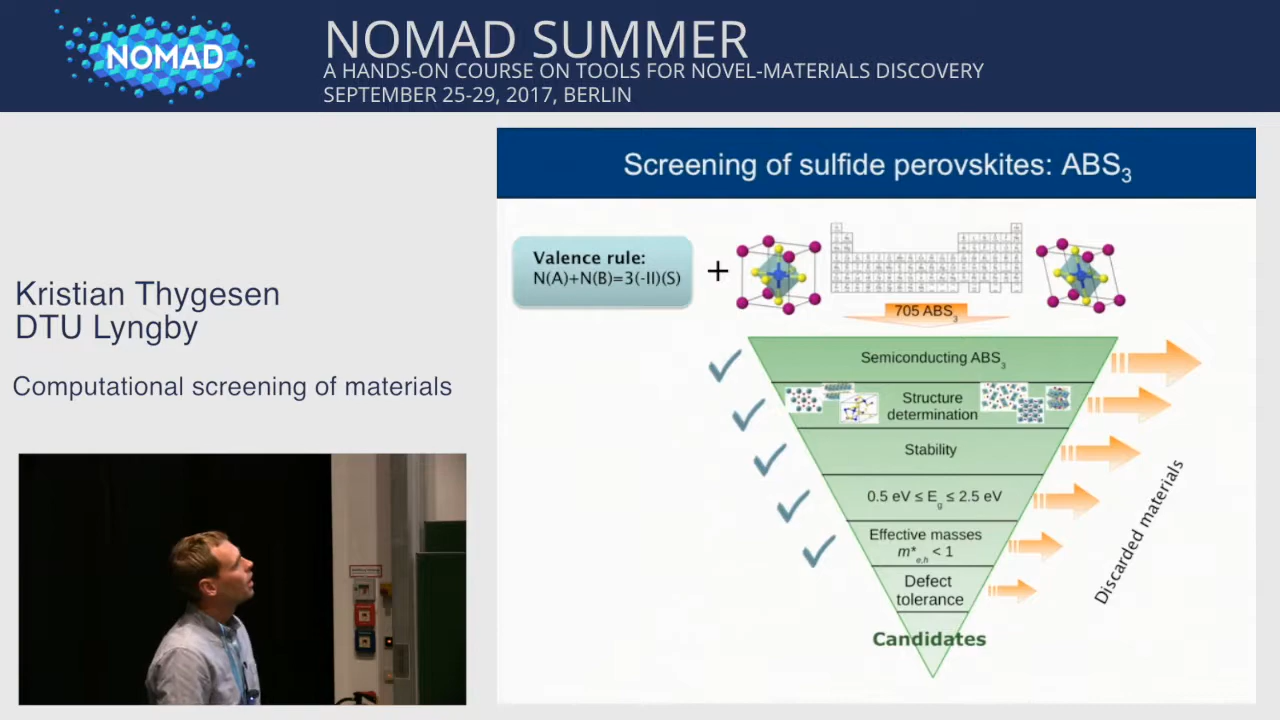 NOMAD
NOMAD SUMMER
A HANDS-ON COURSE ON TOOLS FOR NOVEL-MATERIALS DISCOVERY
SEPTEMBER 25-29, 2017, BERLIN
Kristian Thygesen
DTU Lyngby
Computational screening of materials
Screening of sulfide perovskites: ABS₃
Valence rule:
N(A)+N(B)=3(-II)(S)
+
705 ABS₃
Semiconducting ABS₃
Structure
determination
Stability
0.5 eV ≤ E_g ≤ 2.5 eV
Effective masses
m*_e,h < 1
Defect
tolerance
Candidates
Discarded materials